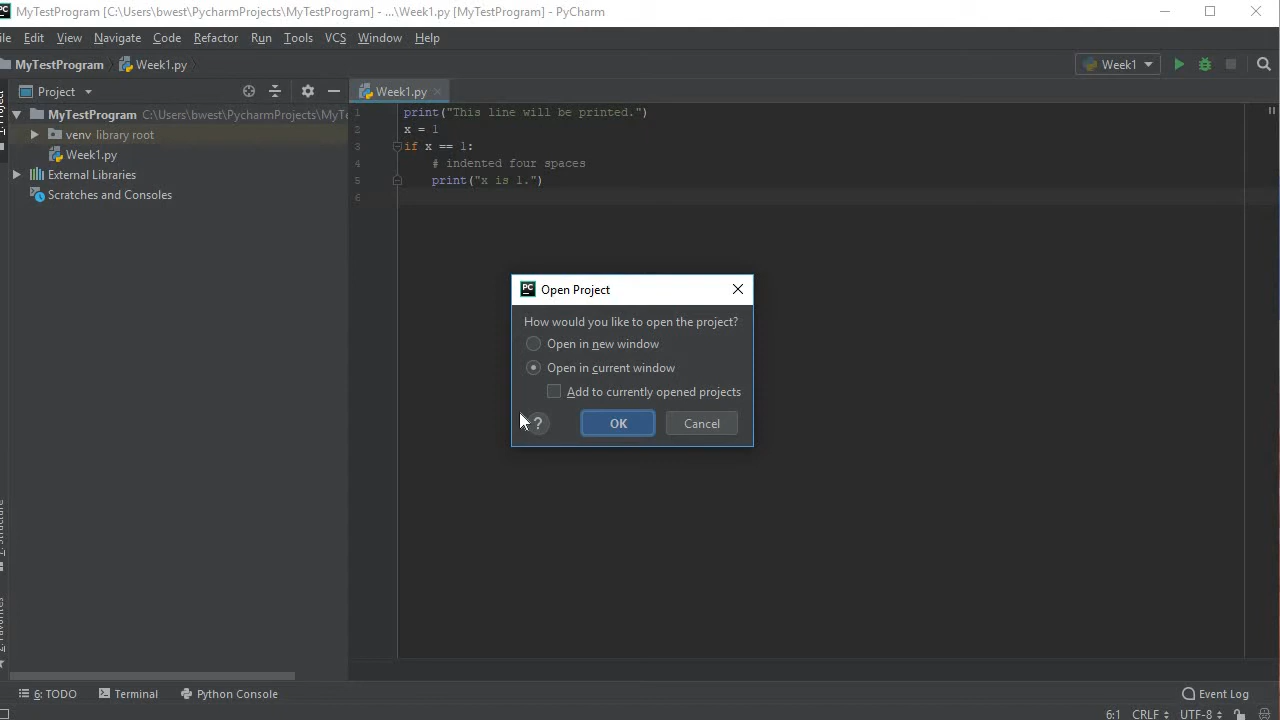 MyTestProgram [C:\Users\bwest\PycharmProjects\MyTestProgram] - ...\Week1.py [MyTestProgram] - PyCharm
ile Edit View Navigate Code Refactor Run Tools VCS Window Help
MyTestProgram Week1.py Week1
Project Week1.py
MyTestProgram C:\Users\bwest\PycharmProjects\MyTe
venv library root
Week1.py
External Libraries
Scratches and Consoles
1 print("This line will be printed.")
2 x = 1
3 if x == 1:
4 # indented four spaces
5 print("x is 1.")
6
Open Project
How would you like to open the project?
Open in new window
Open in current window
Add to currently opened projects
? OK Cancel
6: TODO Terminal Python Console Event Log
6:1 CRLF UTF-8